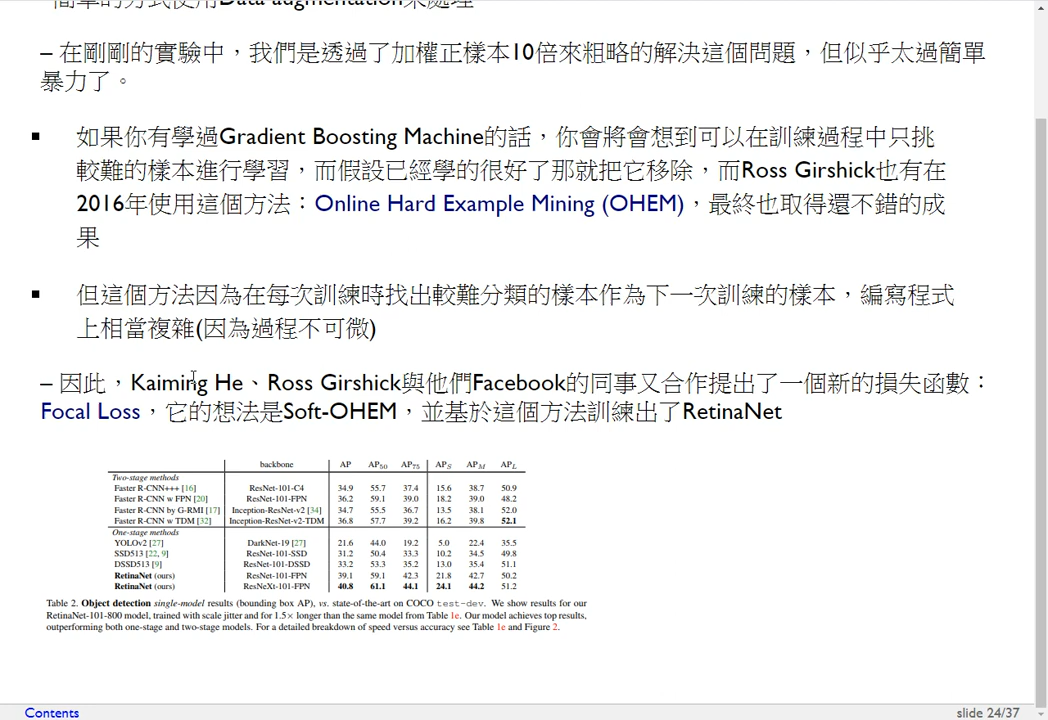 簡單的方式使用Data augmentation來處理
– 在剛剛的實驗中，我們是透過了加權正樣本10倍來粗略的解決這個問題，但似乎太過簡單
暴力了。
▪ 如果你有學過Gradient Boosting Machine的話，你會將會想到可以在訓練過程中只挑
較難的樣本進行學習，而假設已經學的很好了那就把它移除，而Ross Girshick也有在
2016年使用這個方法：Online Hard Example Mining (OHEM)，最終也取得還不錯的成
果
▪ 但這個方法因為在每次訓練時找出較難分類的樣本作為下一次訓練的樣本，編寫程式
上相當複雜(因為過程不可微)
– 因此，Kaiming He、Ross Girshick與他們Facebook的同事又合作提出了一個新的損失函數：
Focal Loss，它的想法是Soft-OHEM，並基於這個方法訓練出了RetinaNet
backbone AP AP50 AP75 APS APM APL
Two-stage methods
Faster R-CNN+++ [16] ResNet-101-C4 34.9 55.7 37.4 15.6 38.7 50.9
Faster R-CNN w FPN [20] ResNet-101-FPN 36.2 59.1 39.0 18.2 39.0 48.2
Faster R-CNN by G-RMI [17] Inception-ResNet-v2 [34] 34.7 55.5 36.7 13.5 38.1 52.0
Faster R-CNN w TDM [32] Inception-ResNet-v2-TDM 36.8 57.7 39.2 16.2 39.8 52.1
One-stage methods
YOLOv2 [27] DarkNet-19 [27] 21.6 44.0 19.2 5.0 22.4 35.5
SSD513 [22, 9] ResNet-101-SSD 31.2 50.4 33.3 10.2 34.5 49.8
DSSD513 [9] ResNet-101-DSSD 33.2 53.3 35.2 13.0 35.4 51.1
RetinaNet (ours) ResNet-101-FPN 39.1 59.1 42.3 21.8 42.7 50.2
RetinaNet (ours) ResNeXt-101-FPN 40.8 61.1 44.1 24.1 44.2 51.2
Table 2. Object detection single-model results (bounding box AP), vs. state-of-the-art on COCO test-dev. We show results for our
RetinaNet-101-800 model, trained with scale jitter and for 1.5× longer than the same model from Table 1e. Our model achieves top results,
outperforming both one-stage and two-stage models. For a detailed breakdown of speed versus accuracy see Table 1e and Figure 2.
Contents slide 24/37